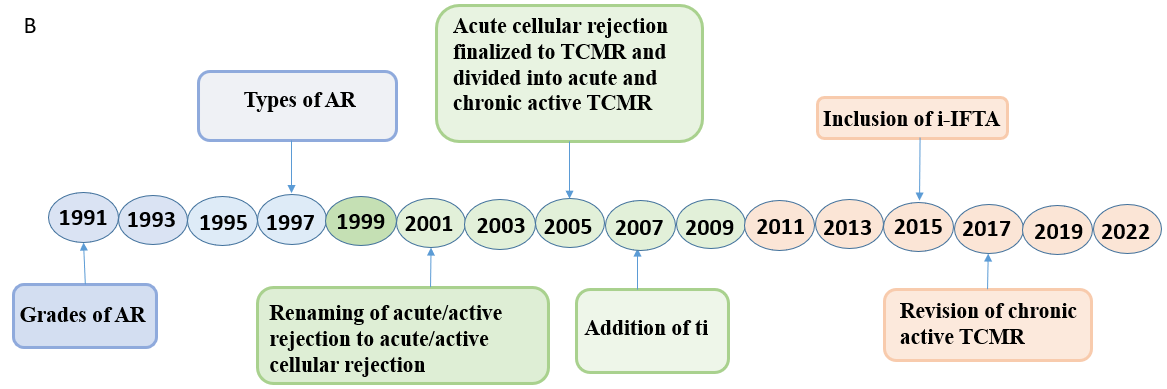 B
Acute cellular rejection
finalized to TCMR and
divided into acute and
chronic active TCMR
Types of AR
Inclusion of i-IFTA
1991 1993 1995 1997 1999 2001 2003 2005 2007 2009 2011 2013 2015 2017 2019 2022
Grades of AR
Renaming of acute/active
rejection to acute/active
cellular rejection
Addition of ti
Revision of chronic
active TCMR